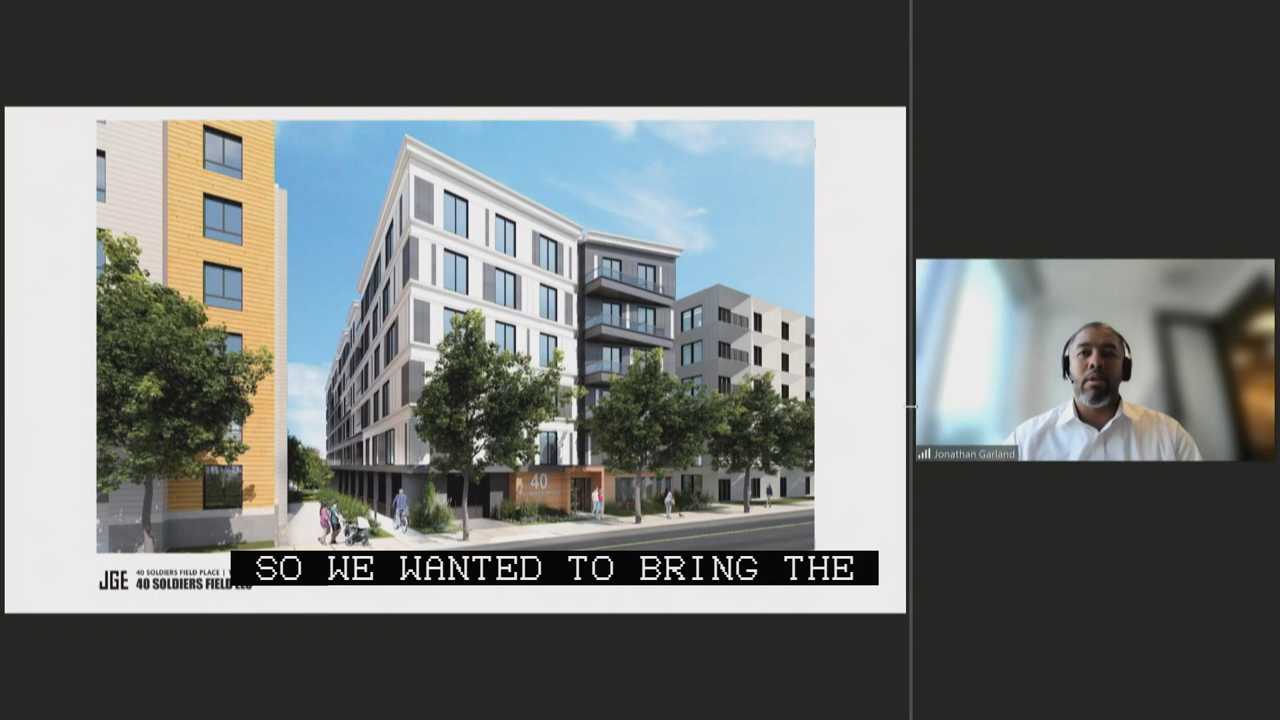 40
JGE
40 SOLDIERS FIELD PLACE |
40 SOLDIERS FIELD LLC
SO WE WANTED TO BRING THE
Jonathan Garland